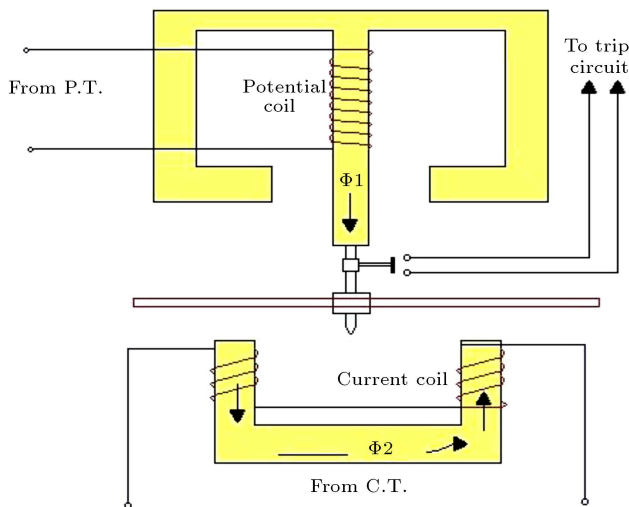 To trip
circuit
From P.T.
Potential
coil
Φ1
Current coil
Φ2
From C.T.